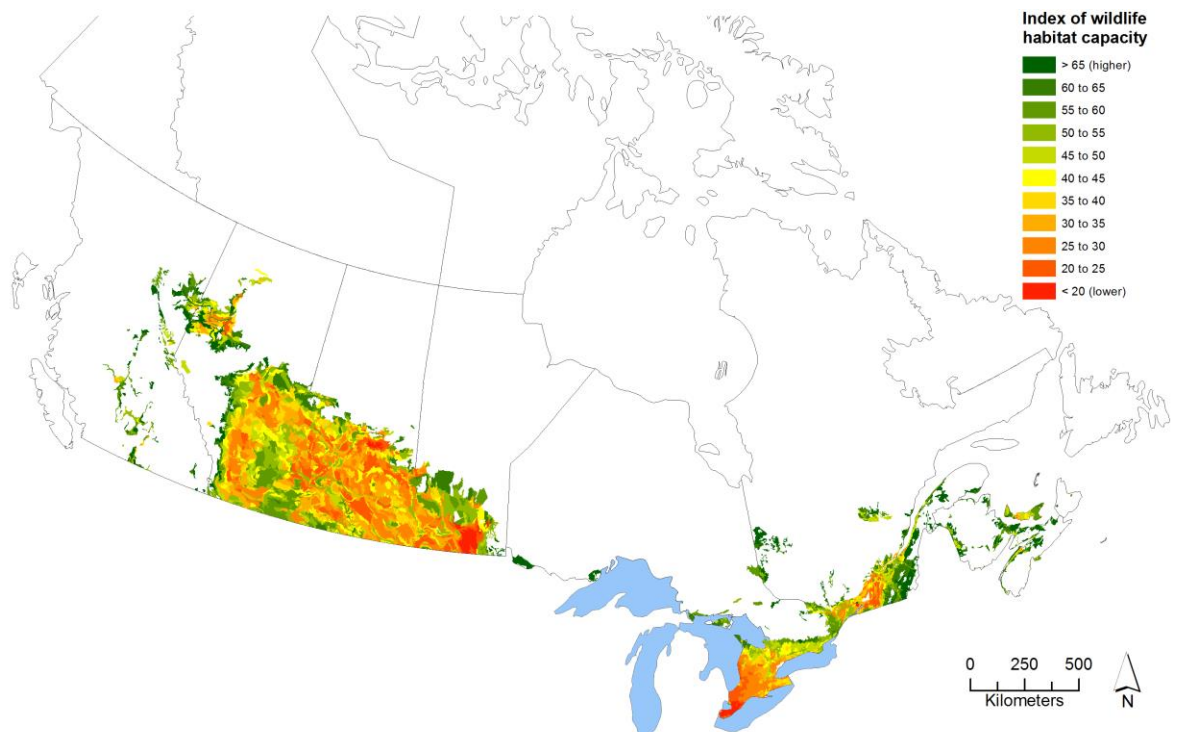 Index of wildlife
habitat capacity
> 65 (higher)
60 to 65
55 to 60
50 to 55
45 to 50
40 to 45
35 to 40
30 to 35
25 to 30
20 to 25
< 20 (lower)
0 250 500
Kilometers
N